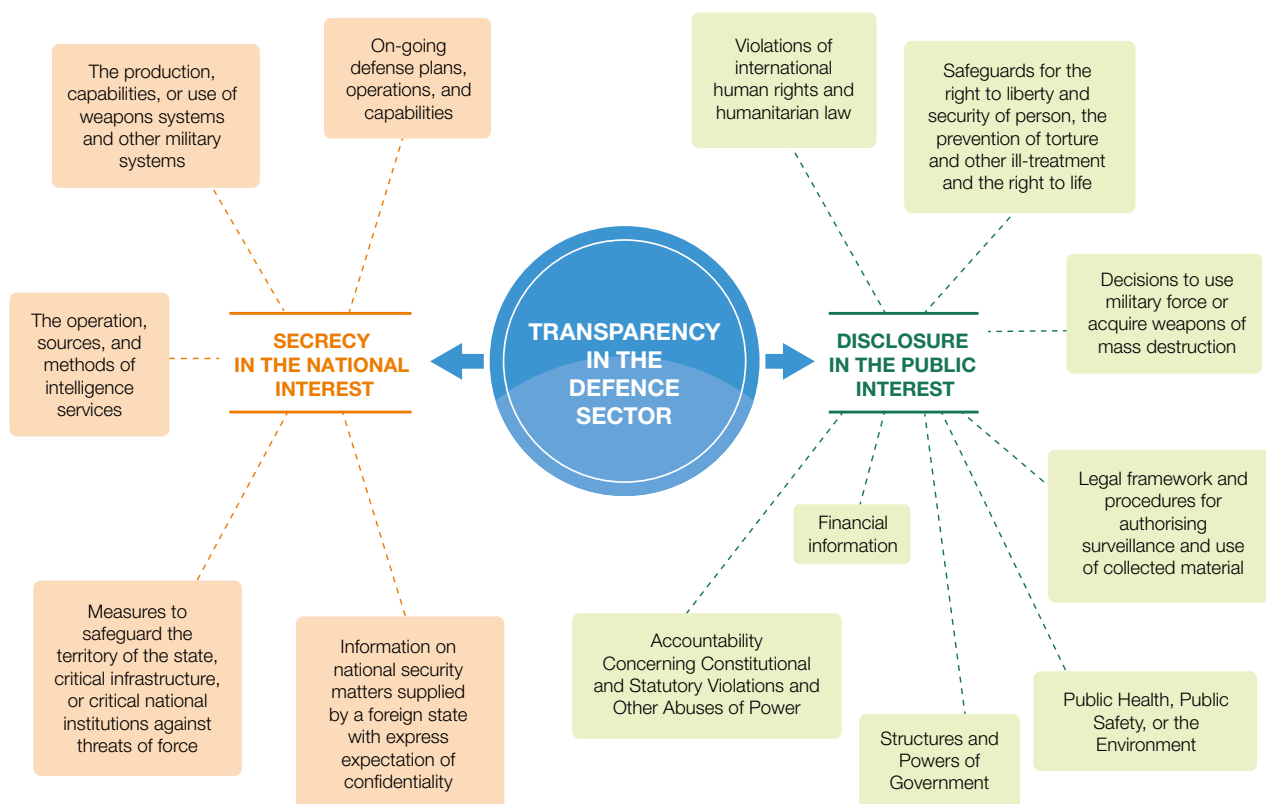 The production,
capabilities, or use of
weapons systems
and other military
systems
On-going
defense plans,
operations, and
capabilities
The operation,
sources, and
methods of
intelligence
services
SECRECY
IN THE NATIONAL
INTEREST
Measures to
safeguard the
territory of the state,
critical infrastructure,
or critical national
institutions against
threats of force
Information on
national security
matters supplied
by a foreign state
with express
expectation of
confidentiality
TRANSPARENCY
IN THE
DEFENCE
SECTOR
Violations of
international
human rights and
humanitarian law
Safeguards for the
right to liberty and
security of person, the
prevention of torture
and other ill-treatment
and the right to life
Decisions to use
military force or
acquire weapons of
mass destruction
DISCLOSURE
IN THE PUBLIC
INTEREST
Legal framework and
procedures for
authorising
surveillance and use
of collected material
Financial
information
Accountability
Concerning Constitutional
and Statutory Violations and
Other Abuses of Power
Structures and
Powers of
Government
Public Health, Public
Safety, or the
Environment